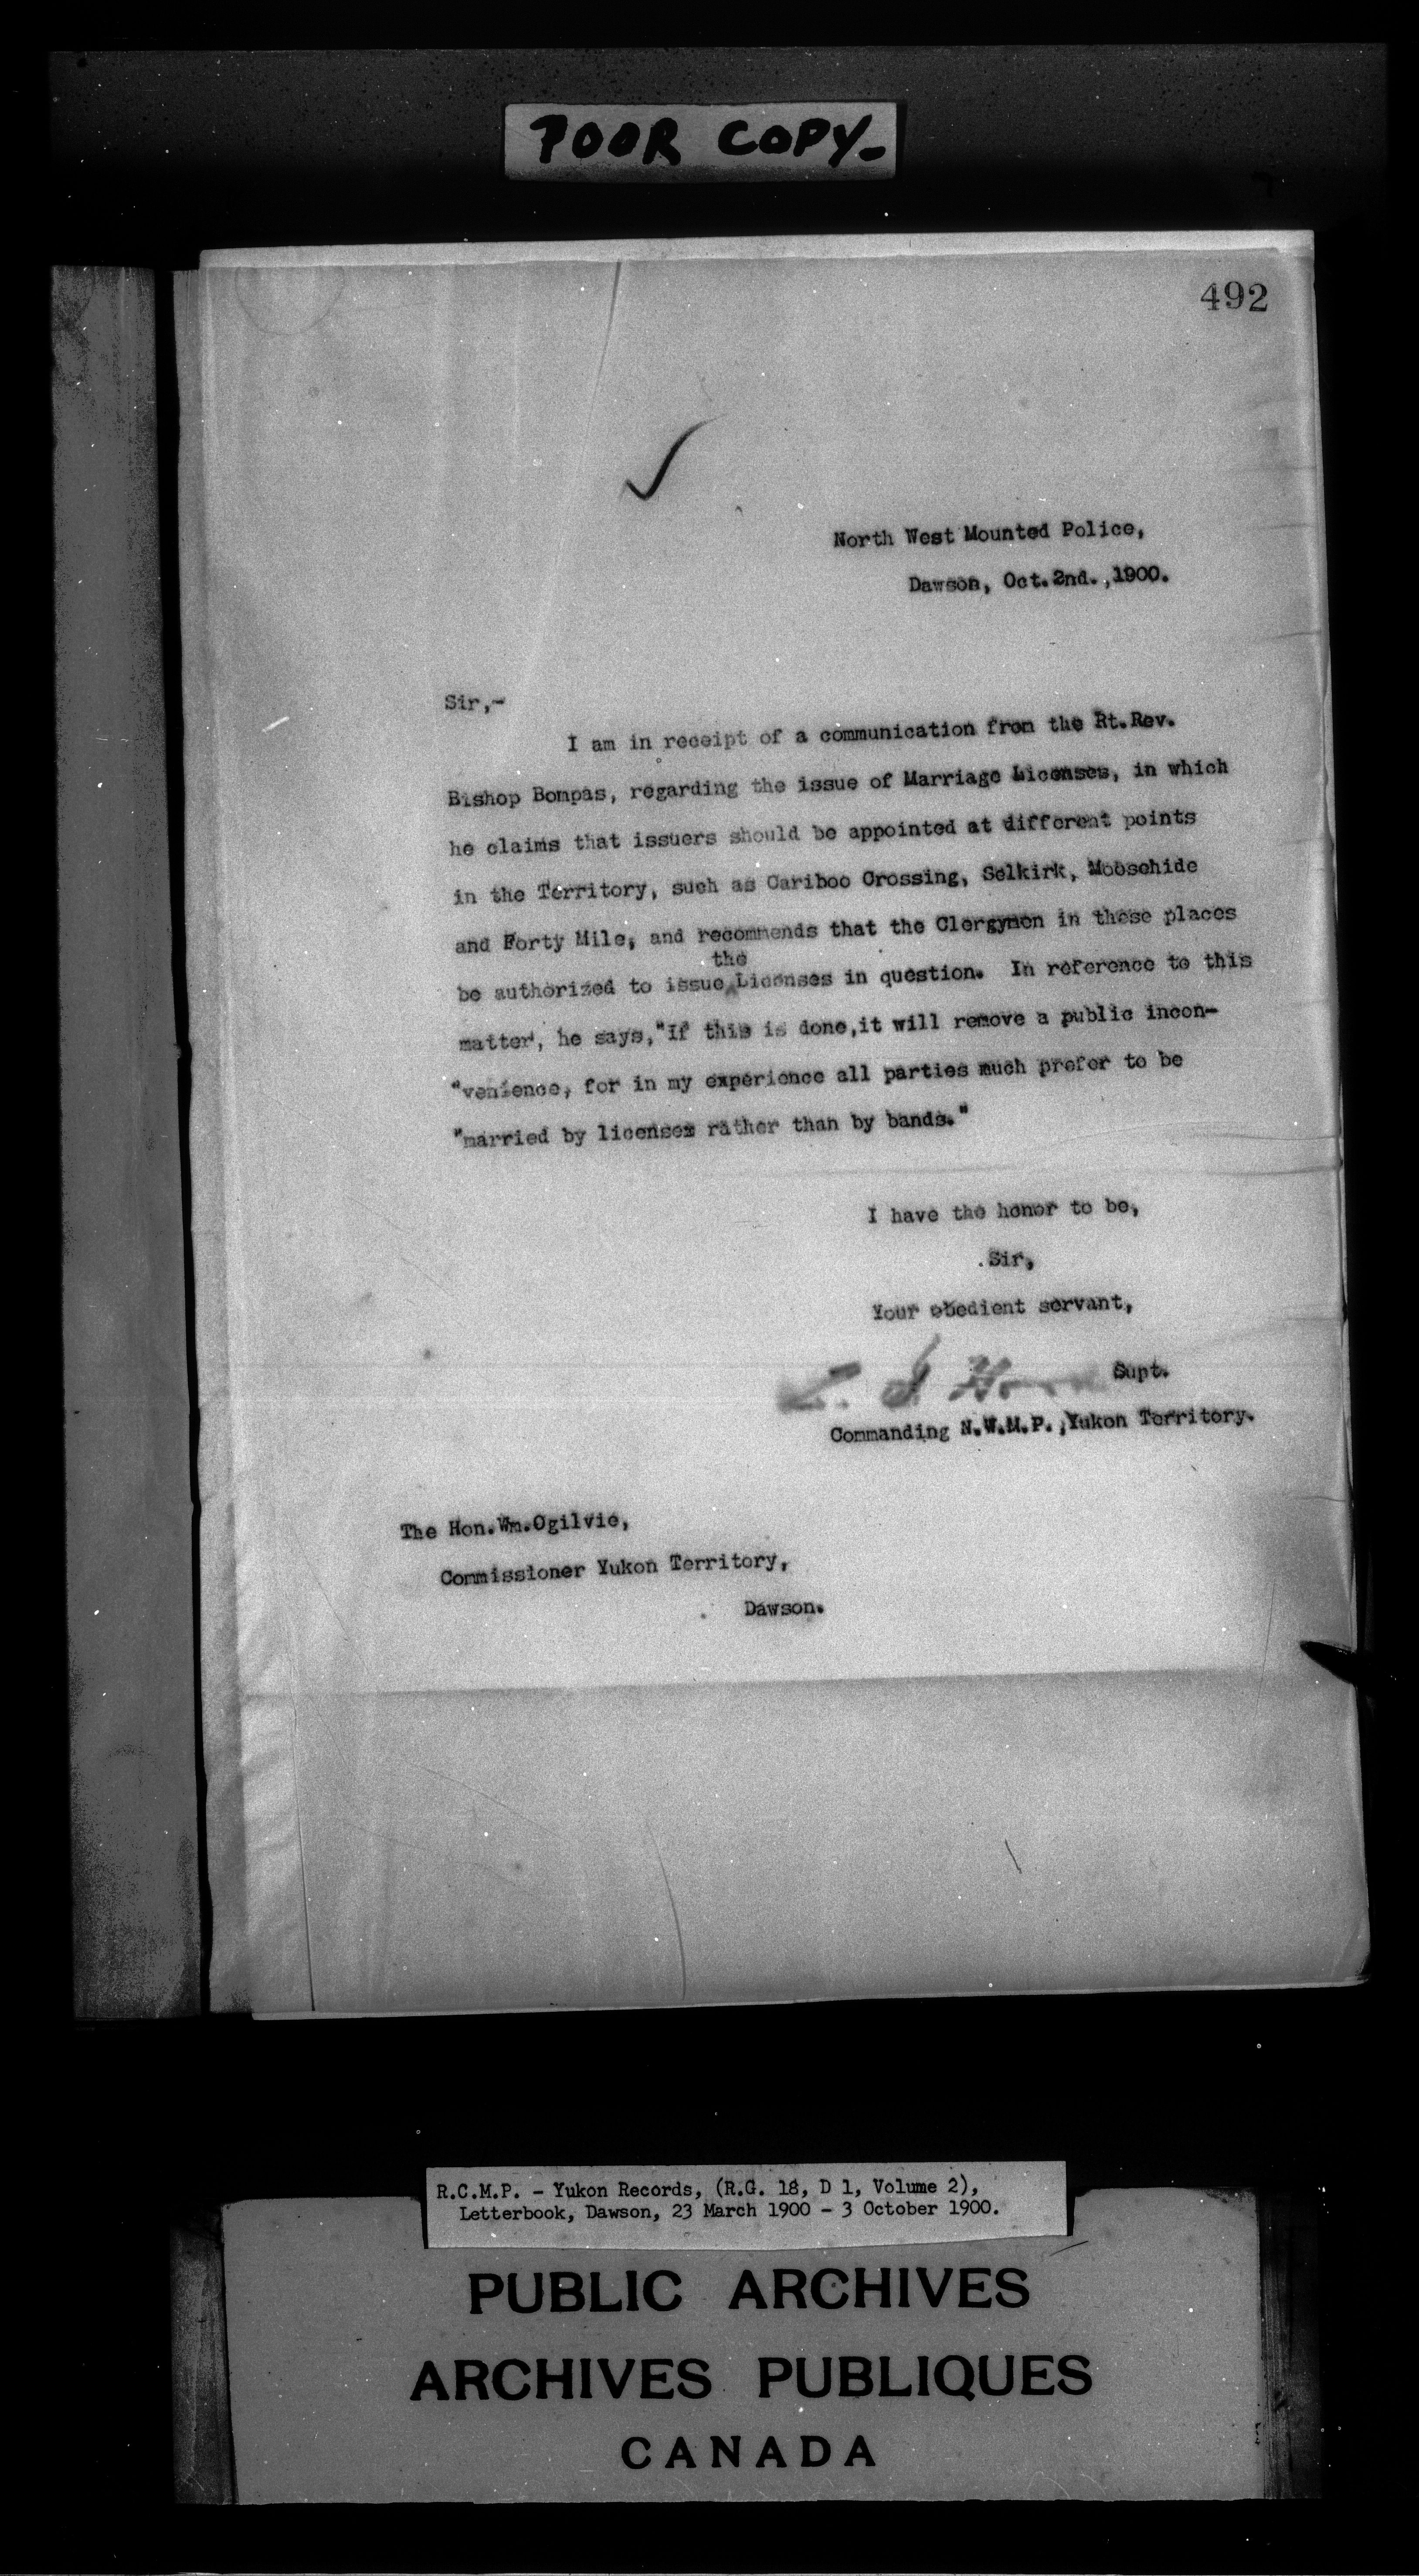 POOR COPY-
492
North West Mounted Police,
Dawson, Oct.2nd.,1900.
Sir,-
I am in receipt of a communication from the Rt.Rev.
Bishop Bompas, regarding the issue of Marriage Licenses, in which
he claims that issuers should be appointed at different points
in the Territory, such as Cariboo Crossing, Selkirk, Moosehide
and Forty Mile, and recommends that the Clergymen in these places
the
be authorized to issue Licenses in question. In reference to this
matter, he says,"If this is done,it will remove a public incon-
"venience, for in my experience all parties much prefer to be
"married by licenses rather than by bands."
I have the honor to be,
Sir,
Your obedient servant,
Supt.
Commanding N.W.M.P.,Yukon Territory.
The Hon.Wm.Ogilvie,
Commissioner Yukon Territory,
Dawson.
R.C.M.P. - Yukon Records, (R.G. 18, D 1, Volume 2),
Letterbook, Dawson, 23 March 1900 - 3 October 1900.
PUBLIC ARCHIVES
ARCHIVES PUBLIQUES
CANADA